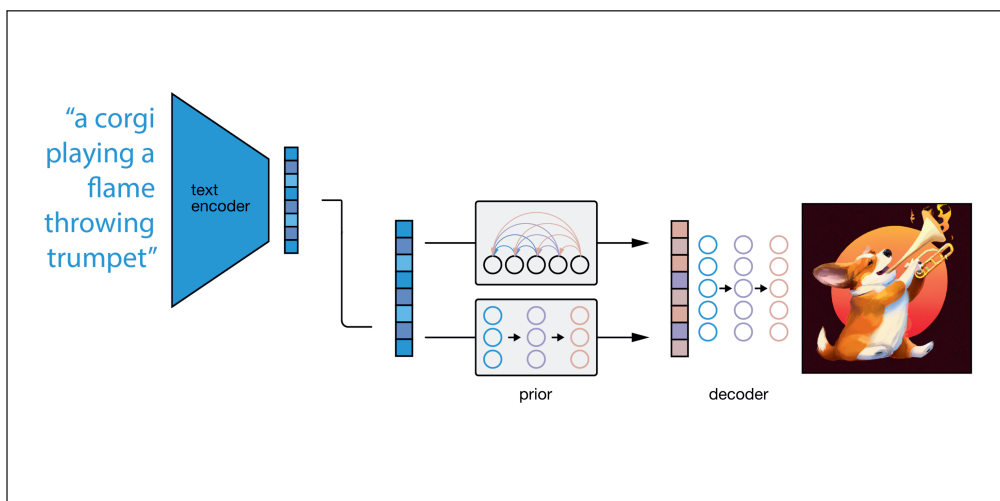 “a corgi
playing a
flame
throwing
trumpet”
text
encoder
prior
decoder